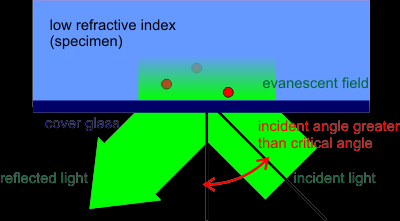 low refractive index
(specimen)
evanescent field
cover glass
incident angle greater
than critical angle
reflected light
incident light